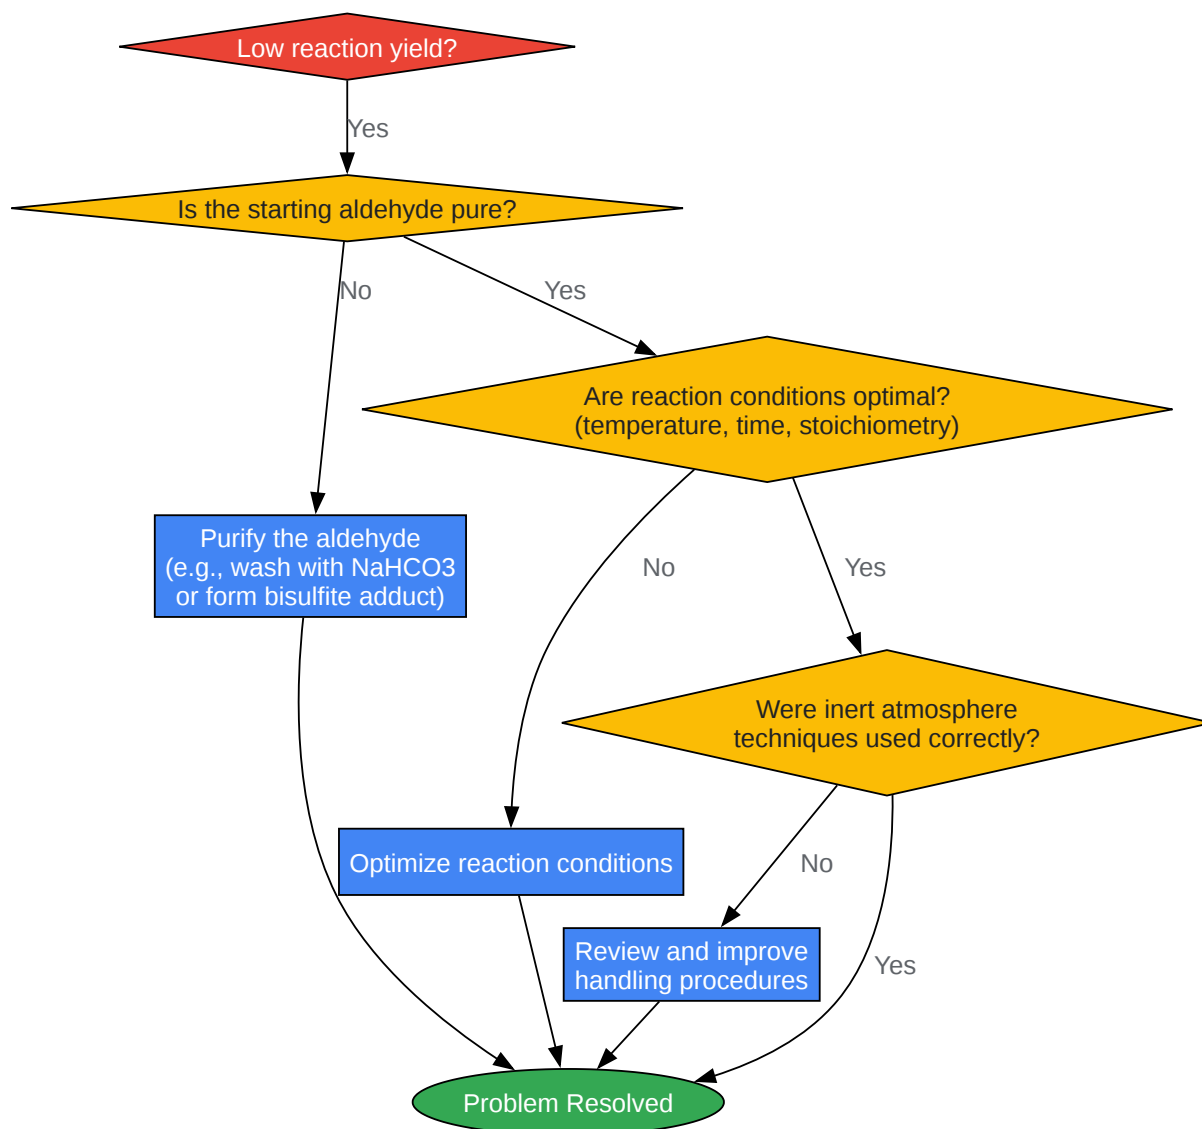 Low reaction yield?
Yes
Is the starting aldehyde pure?
No
Yes
Are reaction conditions optimal?
(temperature, time, stoichiometry)
Purify the aldehyde
(e.g., wash with NaHCO3
or form bisulfite adduct)
No
Yes
Were inert atmosphere
techniques used correctly?
Optimize reaction conditions
No
Review and improve
handling procedures
Yes
Problem Resolved